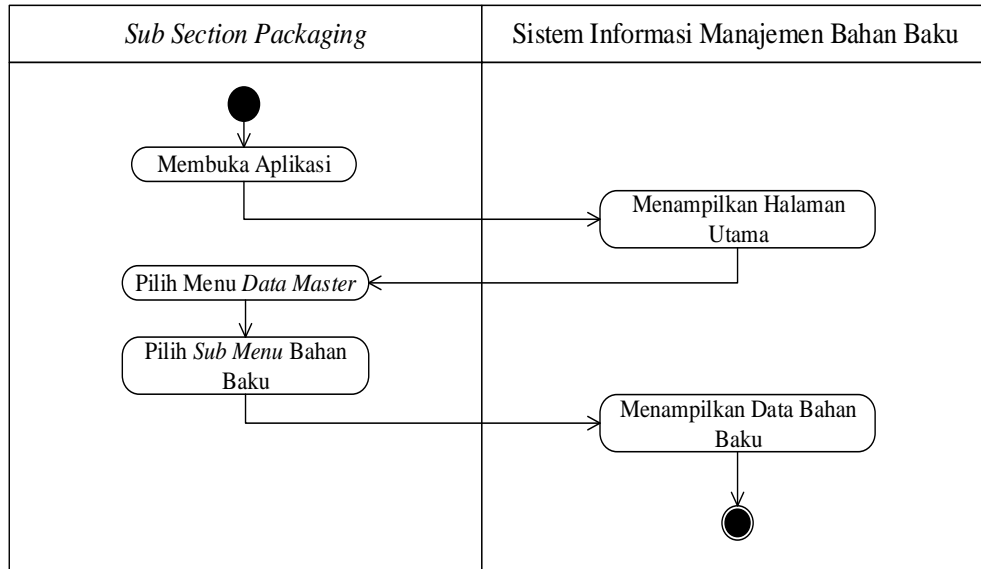 Sub Section Packaging
Sistem Informasi Manajemen Bahan Baku
Membuka Aplikasi
Menampilkan Halaman
Utama
Pilih Menu Data Master
Pilih Sub Menu Bahan
Baku
Menampilkan Data Bahan
Baku